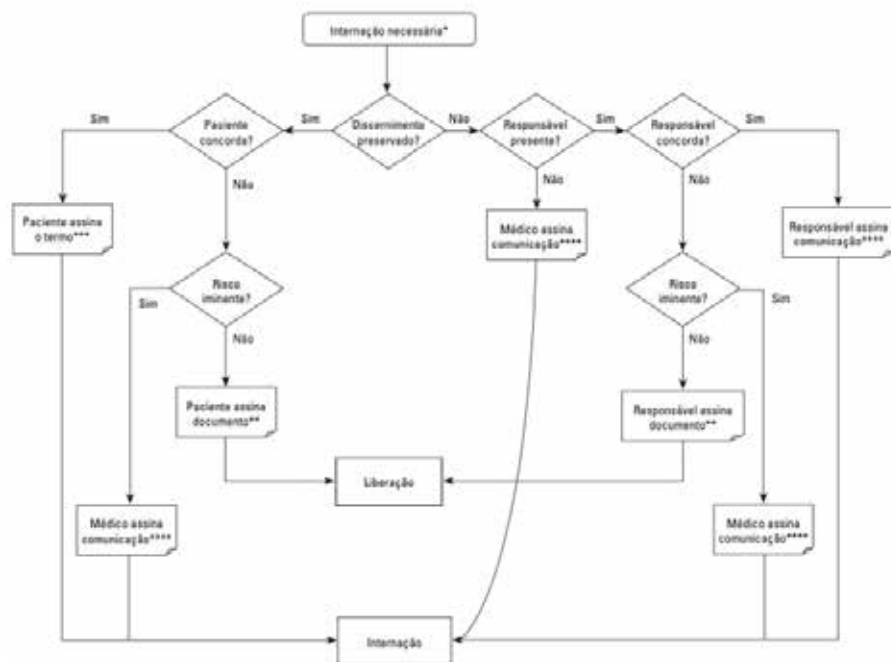 Internação necessária*
Sim
Paciente
concorda?
Sim
Discernimento
preservado?
Não
Responsável
presente?
Sim
Responsável
concorda?
Sim
Não
Não
Não
Paciente assina
o termo***
Médico assina
comunicação****
Responsável assina
comunicação****
Risco
iminante?
Sim
Não
Risco
iminante?
Sim
Não
Paciente assina
documento**
Responsável assina
documento**
Liberação
Médico assina
comunicação****
Médico assina
comunicação****
Internação